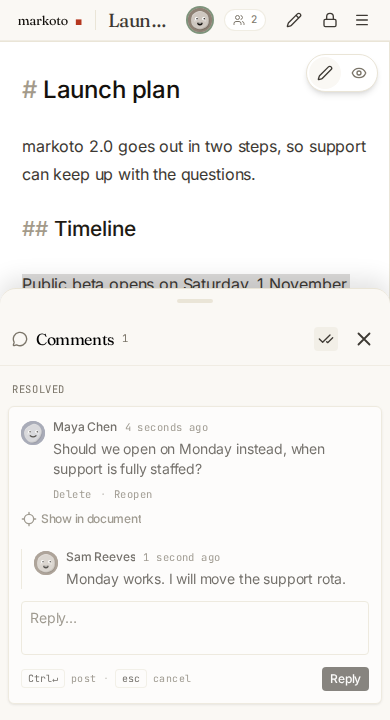 markoto
Laun...
2
# Launch plan
markoto 2.0 goes out in two steps, so support
can keep up with the questions.
## Timeline
Public beta opens on Saturday, 1 November
Comments 1
RESOLVED
Maya Chen 4 seconds ago
Should we open on Monday instead, when
support is fully staffed?
Delete · Reopen
Show in document
Sam Reeves 1 second ago
Monday works. I will move the support rota.
Reply...
Ctrl↵ post · esc cancel
Reply